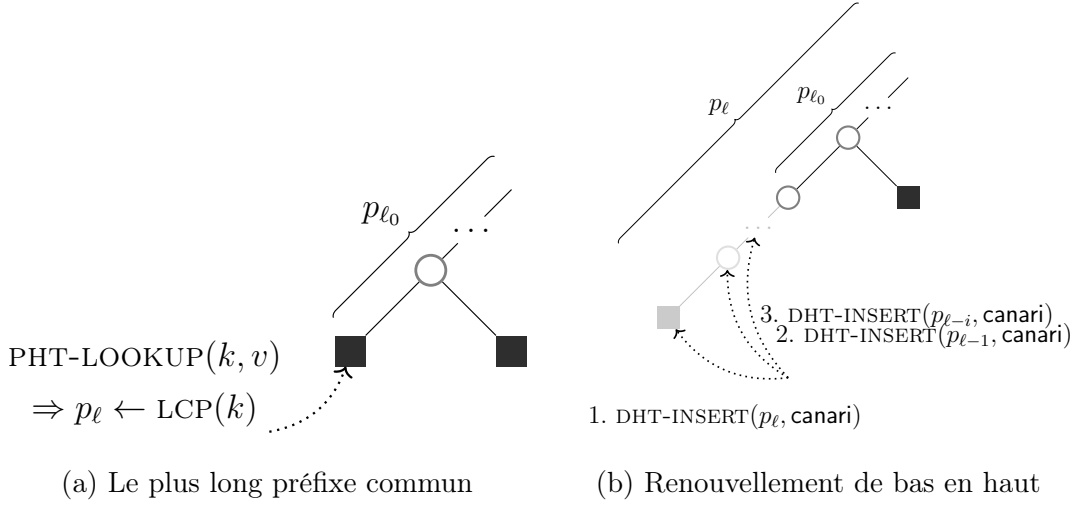 p_ℓ
p_{ℓ_0}
...
p_{ℓ_0}
...
...
PHT-LOOKUP(k, v)
⇒ p_ℓ ← LCP(k)
3. DHT-INSERT(p_{ℓ−i}, canari)
2. DHT-INSERT(p_{ℓ−1}, canari)
1. DHT-INSERT(p_ℓ, canari)
(a) Le plus long préfixe commun
(b) Renouvellement de bas en haut